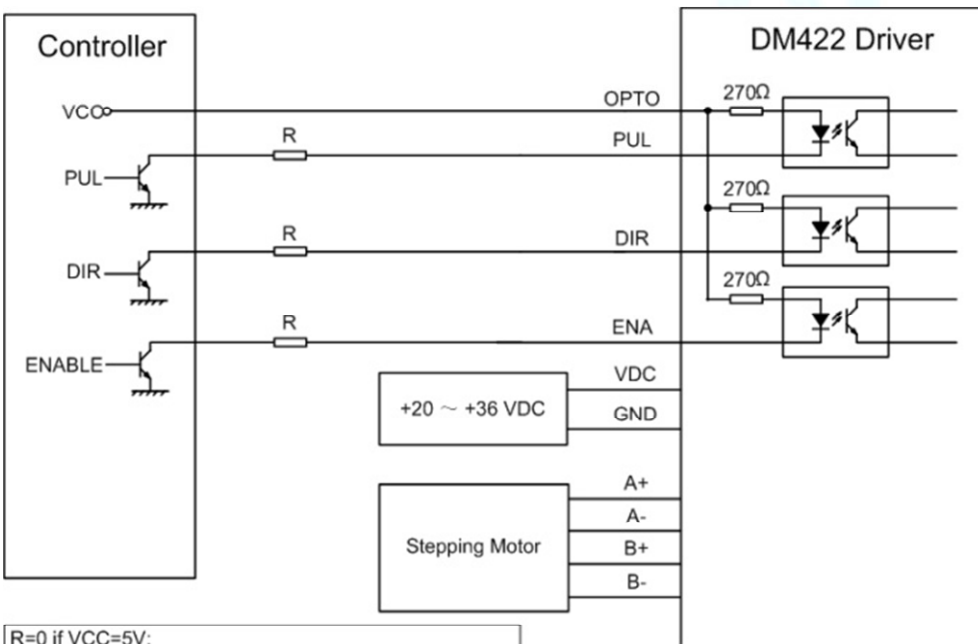 Controller
DM422 Driver
VCC
OPTO
270Ω
R
PUL
PUL
270Ω
R
DIR
DIR
270Ω
R
ENA
ENABLE
VDC
+20 ~ +36 VDC
GND
A+
A-
Stepping Motor
B+
B-
R=0 if VCC=5V;